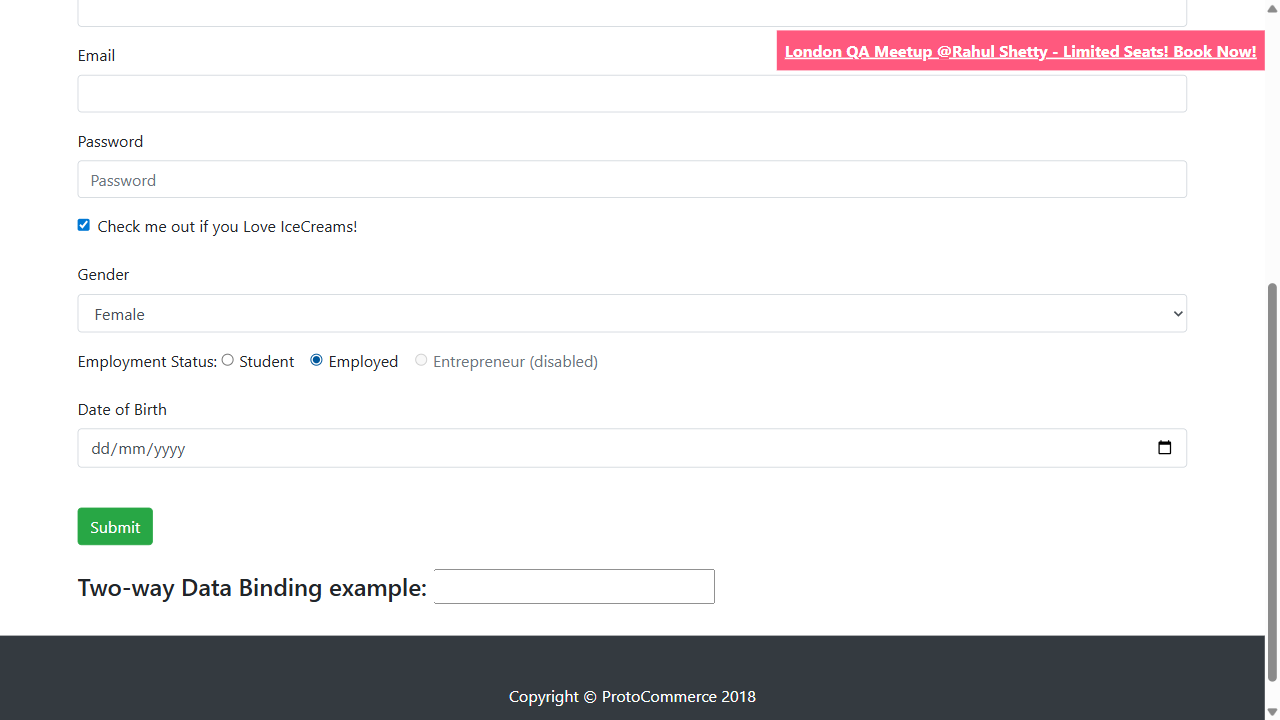 London QA Meetup @Rahul Shetty - Limited Seats! Book Now!
Email
Password
Password
Check me out if you Love IceCreams!
Gender
Female
Employment Status: Student Employed Entrepreneur (disabled)
Date of Birth
dd/mm/yyyy
Submit
Two-way Data Binding example:
Copyright © ProtoCommerce 2018